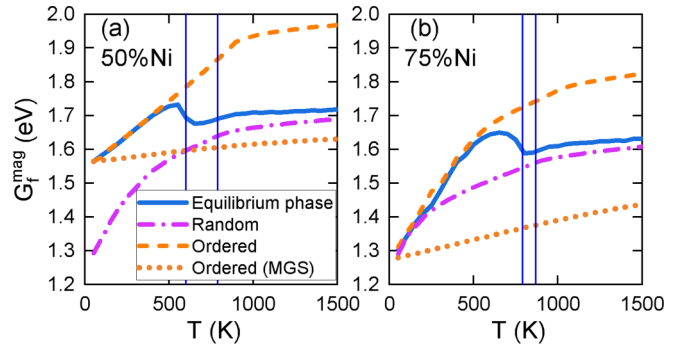 2.0
1.9
1.8
1.7
1.6
1.5
1.4
1.3
1.2
G_f^mag (eV)
(a)
50%Ni
Equilibrium phase
Random
Ordered
Ordered (MGS)
0 500 1000 1500
T (K)
2.0
1.9
1.8
1.7
1.6
1.5
1.4
1.3
1.2
(b)
75%Ni
0 500 1000 1500
T (K)